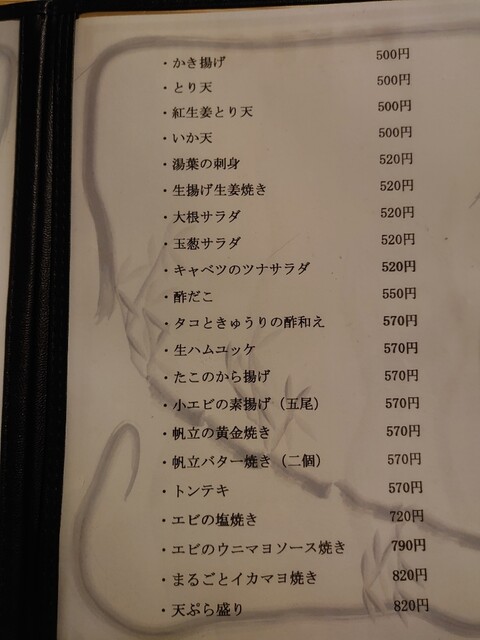 ・かき揚げ 500円
・とり天 500円
・紅生姜とり天 500円
・いか天 500円
・湯葉の刺身 520円
・生揚げ生姜焼き 520円
・大根サラダ 520円
・玉葱サラダ 520円
・キャベツのツナサラダ 520円
・酢だこ 550円
・タコときゅうりの酢和え 570円
・生ハムユッケ 570円
・たこのから揚げ 570円
・小エビの素揚げ（五尾） 570円
・帆立の黄金焼き 570円
・帆立バター焼き（二個） 570円
・トンテキ 570円
・エビの塩焼き 720円
・エビのウニマヨソース焼き 790円
・まるごとイカマヨ焼き 820円
・天ぷら盛り 820円